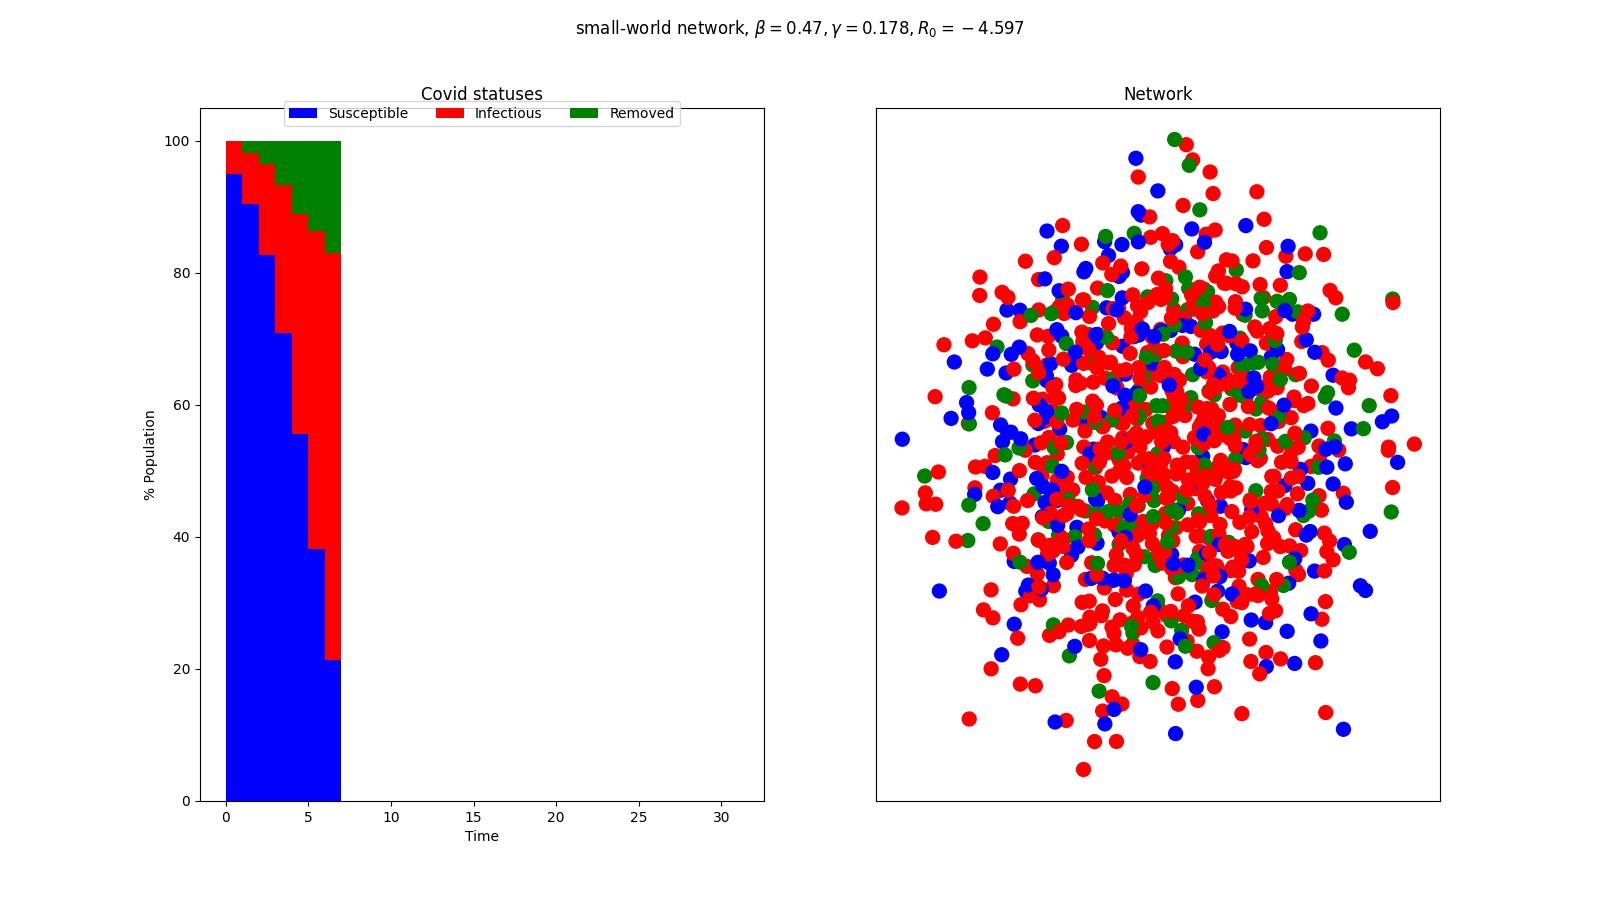 small-world network, β = 0.47, γ = 0.178, R₀ = − 4.597
Covid statuses
Susceptible Infectious Removed
100
80
60
40
20
0
% Population
0 5 10 15 20 25 30
Time
Network